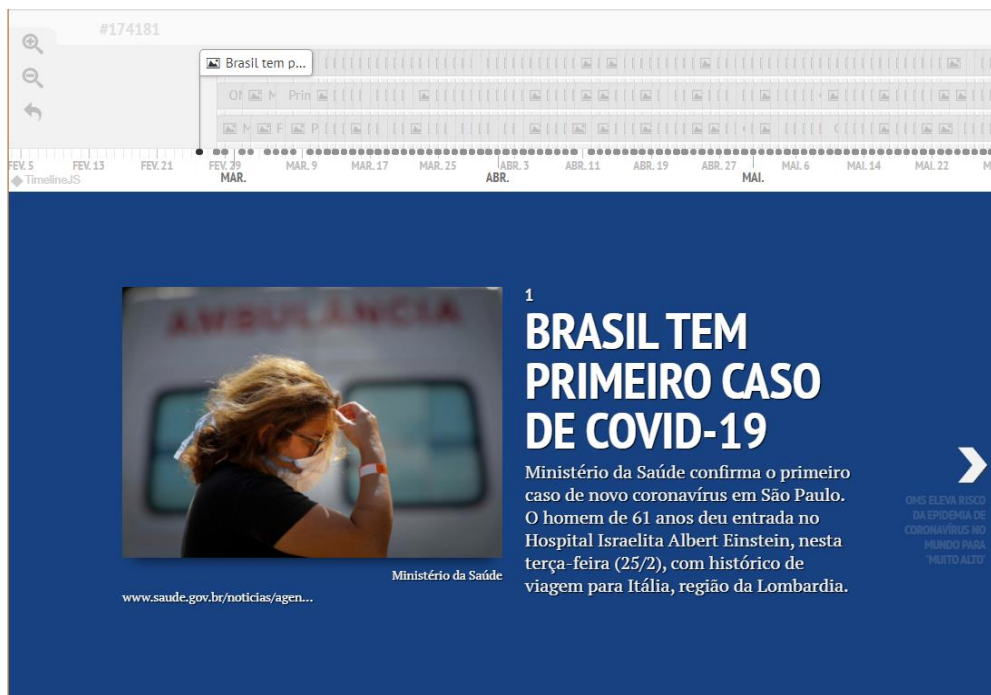 #174181
Brasil tem p...
Prin
FEV. 5 FEV. 13 FEV. 21 FEV. 29 MAR. 9 MAR. 17 MAR. 25 ABR. 3 ABR. 11 ABR. 19 ABR. 27 MAI. 6 MAI. 14 MAI. 22
MAR. ABR. MAI.
TimelineJS
AMBULÂNCIA
1
BRASIL TEM
PRIMEIRO CASO
DE COVID-19
Ministério da Saúde confirma o primeiro
caso de novo coronavírus em São Paulo.
O homem de 61 anos deu entrada no
Hospital Israelita Albert Einstein, nesta
terça-feira (25/2), com histórico de
viagem para Itália, região da Lombardia.
Ministério da Saúde
www.saude.gov.br/noticias/agen...
OMS ELEVA RISCO
DA EPIDEMIA DE
CORONAVÍRUS NO
MUNDO PARA
'MUITO ALTO'